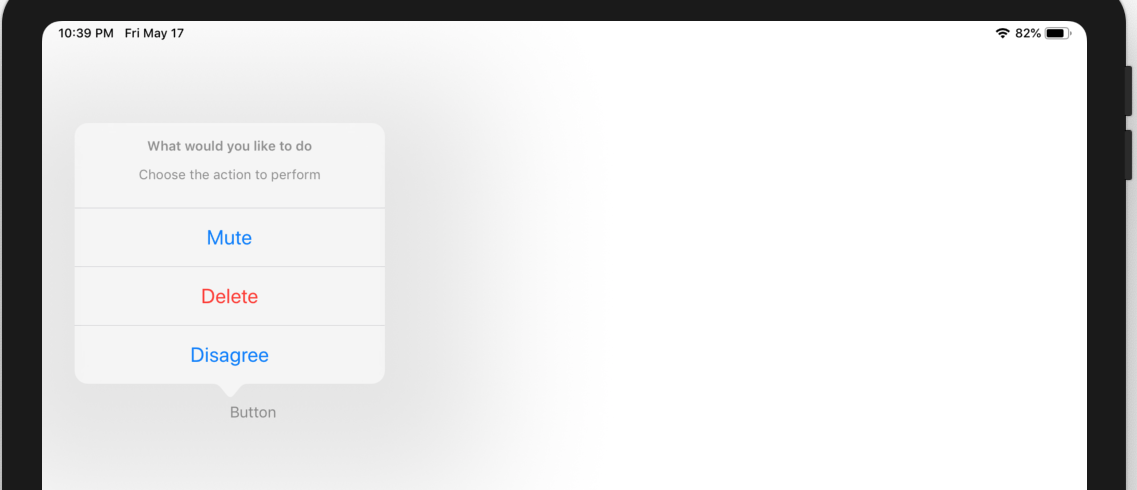 10:39 PM Fri May 17
82%
What would you like to do
Choose the action to perform
Mute
Delete
Disagree
Button